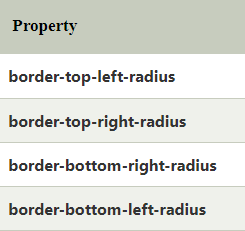 Property
border-top-left-radius
border-top-right-radius
border-bottom-right-radius
border-bottom-left-radius